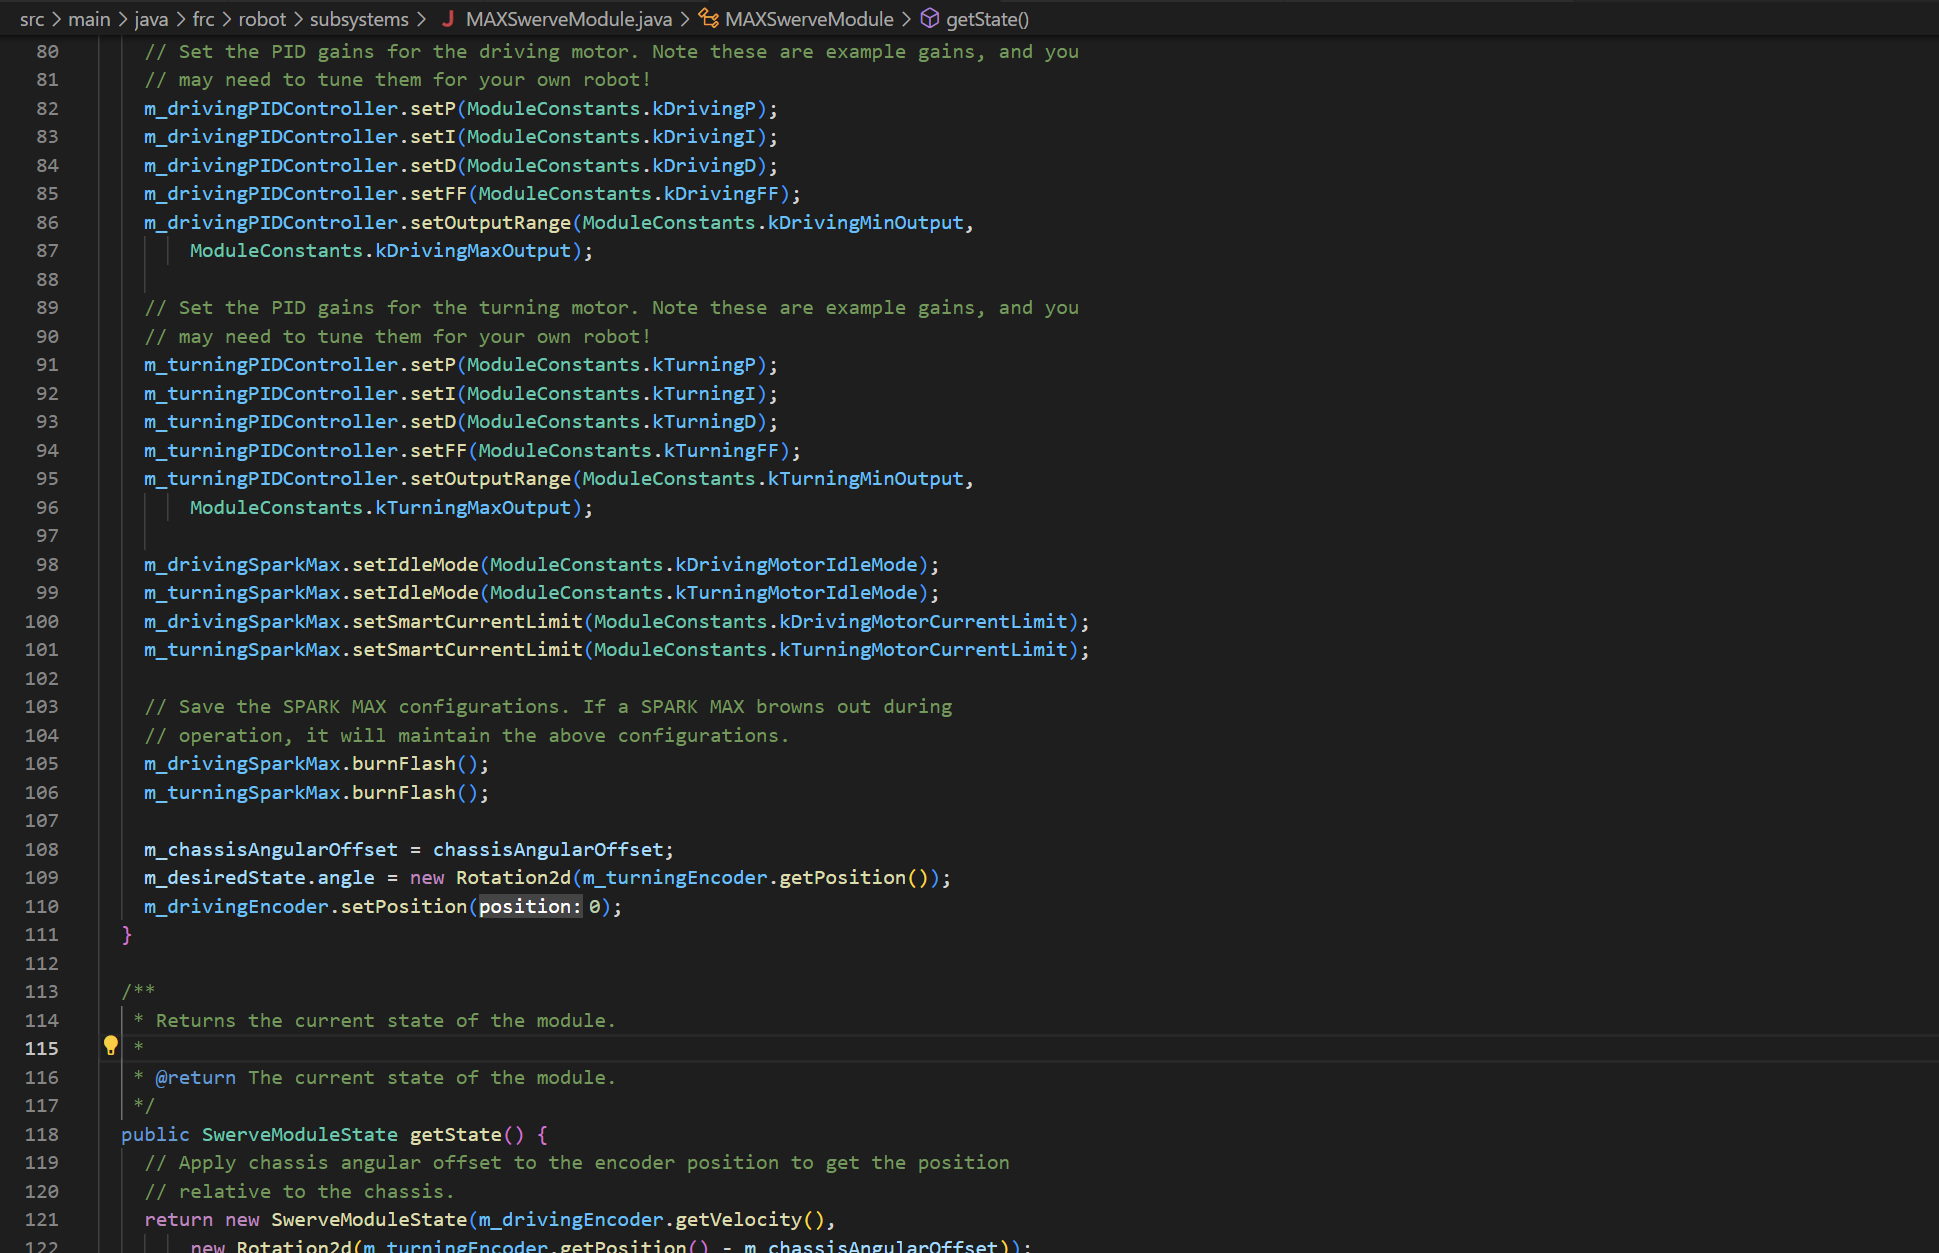 src > main > java > frc > robot > subsystems > J MAXSwerveModule.java > MAXSwerveModule > getState()
80 // Set the PID gains for the driving motor. Note these are example gains, and you
81 // may need to tune them for your own robot!
82 m_drivingPIDController.setP(ModuleConstants.kDrivingP);
83 m_drivingPIDController.setI(ModuleConstants.kDrivingI);
84 m_drivingPIDController.setD(ModuleConstants.kDrivingD);
85 m_drivingPIDController.setFF(ModuleConstants.kDrivingFF);
86 m_drivingPIDController.setOutputRange(ModuleConstants.kDrivingMinOutput,
87 ModuleConstants.kDrivingMaxOutput);
88
89 // Set the PID gains for the turning motor. Note these are example gains, and you
90 // may need to tune them for your own robot!
91 m_turningPIDController.setP(ModuleConstants.kTurningP);
92 m_turningPIDController.setI(ModuleConstants.kTurningI);
93 m_turningPIDController.setD(ModuleConstants.kTurningD);
94 m_turningPIDController.setFF(ModuleConstants.kTurningFF);
95 m_turningPIDController.setOutputRange(ModuleConstants.kTurningMinOutput,
96 ModuleConstants.kTurningMaxOutput);
97
98 m_drivingSparkMax.setIdleMode(ModuleConstants.kDrivingMotorIdleMode);
99 m_turningSparkMax.setIdleMode(ModuleConstants.kTurningMotorIdleMode);
100 m_drivingSparkMax.setSmartCurrentLimit(ModuleConstants.kDrivingMotorCurrentLimit);
101 m_turningSparkMax.setSmartCurrentLimit(ModuleConstants.kTurningMotorCurrentLimit);
102
103 // Save the SPARK MAX configurations. If a SPARK MAX browns out during
104 // operation, it will maintain the above configurations.
105 m_drivingSparkMax.burnFlash();
106 m_turningSparkMax.burnFlash();
107
108 m_chassisAngularOffset = chassisAngularOffset;
109 m_desiredState.angle = new Rotation2d(m_turningEncoder.getPosition());
110 m_drivingEncoder.setPosition(position: 0);
111 }
112
113 /**
114 * Returns the current state of the module.
115 *
116 * @return The current state of the module.
117 */
118 public SwerveModuleState getState() {
119 // Apply chassis angular offset to the encoder position to get the position
120 // relative to the chassis.
121 return new SwerveModuleState(m_drivingEncoder.getVelocity(),
122 new Rotation2d(m_turningEncoder.getPosition() - m_chassisAngularOffset));